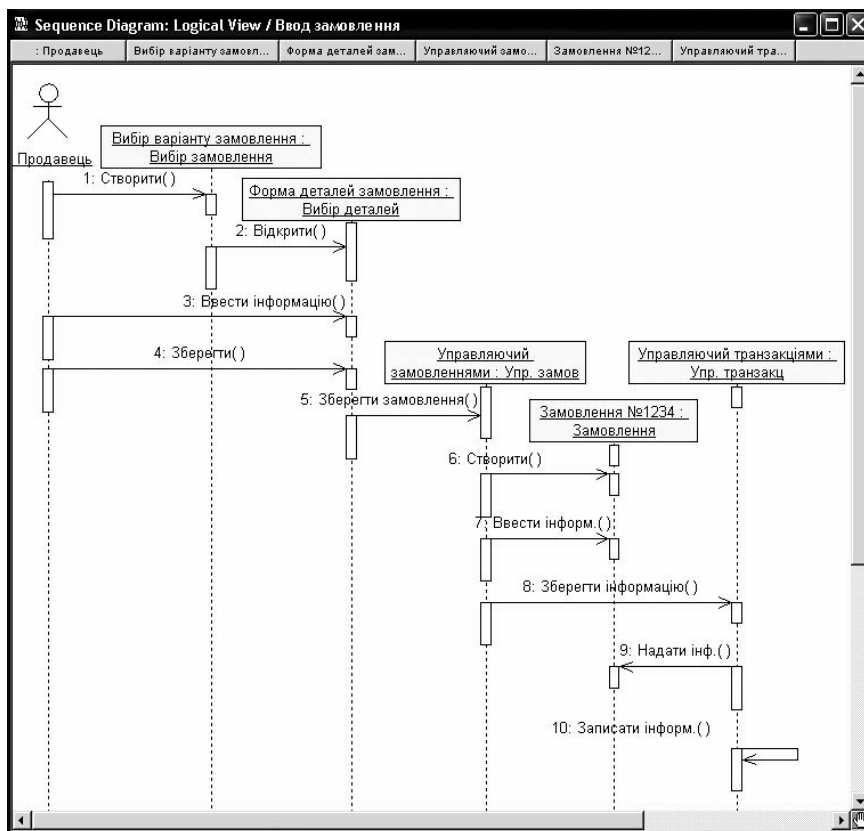 Sequence Diagram: Logical View / Ввод замовлення
: Продавець
Вибір варіанту замовл...
Форма деталей зам...
Управляючий замо...
Замовлення №12...
Управляючий тра...
Продавець
Вибір варіанту замовлення :
Вибір замовлення
1: Створити( )
Форма деталей замовлення :
Вибір деталей
2: Відкрити( )
3: Ввести інформацію( )
4: Зберегти( )
Управляючий
замовленнями : Упр. замов
Управляючий транзакціями :
Упр. транзакц
5: Зберегти замовлення( )
Замовлення №1234 :
Замовлення
6: Створити( )
7: Ввести інформ.( )
8: Зберегти інформацію( )
9: Надати інф.( )
10: Записати інформ.( )